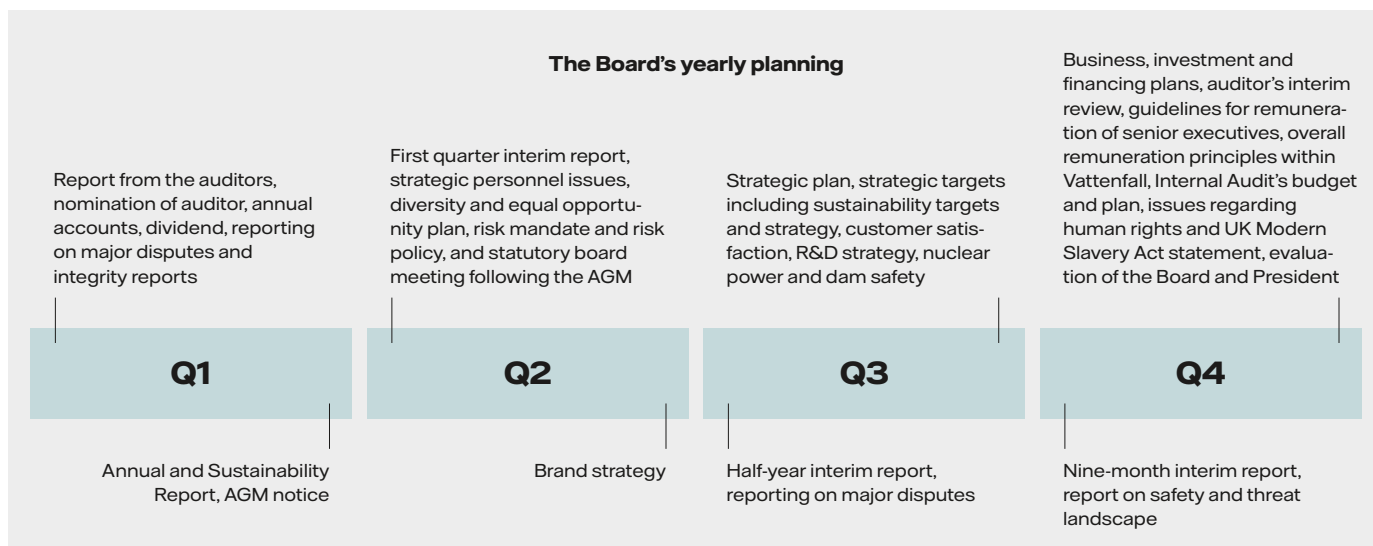 The Board's yearly planning
Report from the auditors,
nomination of auditor, annual
accounts, dividend, reporting
on major disputes and
integrity reports
First quarter interim report,
strategic personnel issues,
diversity and equal opportu-
nity plan, risk mandate and risk
policy, and statutory board
meeting following the AGM
Strategic plan, strategic targets
including sustainability targets
and strategy, customer satis-
faction, R&D strategy, nuclear
power and dam safety
Business, investment and
financing plans, auditor's interim
review, guidelines for remunera-
tion of senior executives, overall
remuneration principles within
Vattenfall, Internal Audit's budget
and plan, issues regarding
human rights and UK Modern
Slavery Act statement, evalua-
tion of the Board and President
Q1
Q2
Q3
Q4
Annual and Sustainability
Report, AGM notice
Brand strategy
Half-year interim report,
reporting on major disputes
Nine-month interim report,
report on safety and threat
landscape